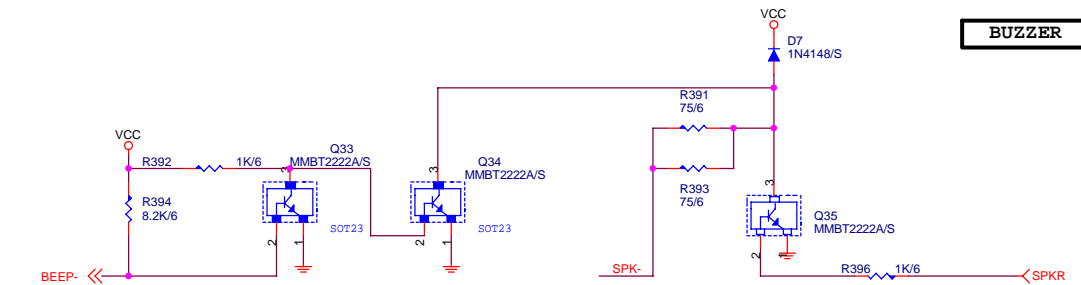 VCC
BUZZER
D7
1N4148/S
R391
75/6
VCC
R392
1K/6
Q33
MMBT2222A/S
3
Q34
MMBT2222A/S
3
R393
75/6
3
R394
8.2K/6
SOT23
SOT23
Q35
MMBT2222A/S
2
1
2
1
2
1
BEEP-
SPK-
R396
1K/6
SPKR